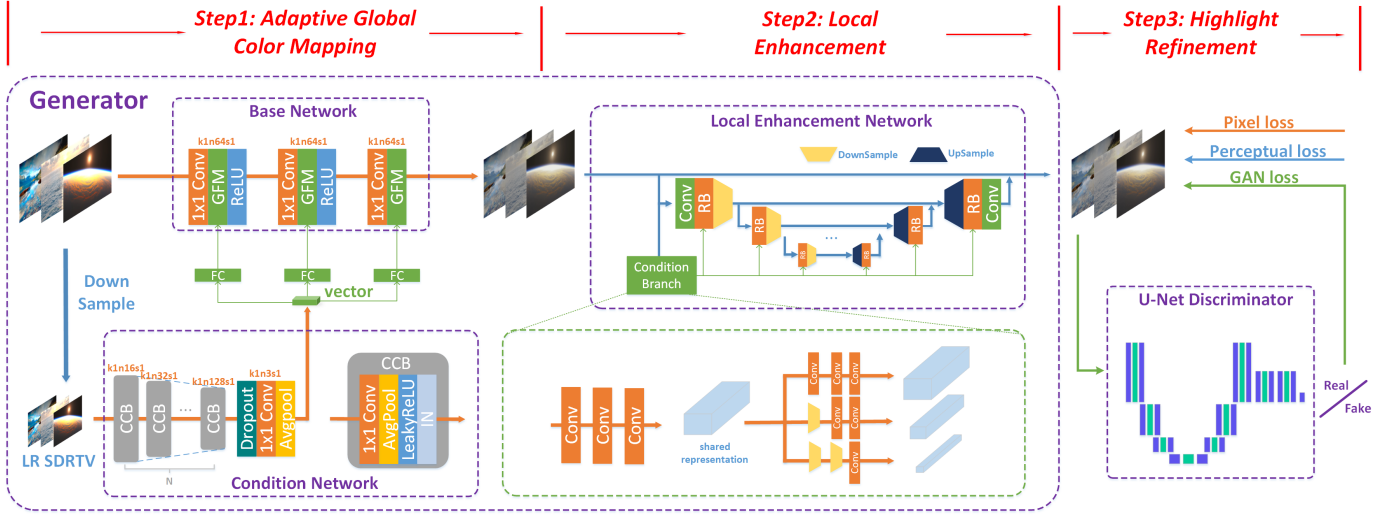 Step1: Adaptive Global
Color Mapping
Step2: Local
Enhancement
Step3: Highlight
Refinement
Generator
Base Network
k1n64s1
k1n64s1
k1n64s1
1x1 Conv
GFM
ReLU
1x1 Conv
GFM
ReLU
1x1 Conv
GFM
FC
FC
FC
vector
Down
Sample
LR SDRTV
k1n16s1
k1n32s1
k1n128s1
k1n3s1
CCB
CCB
...
CCB
Dropout
1x1 Conv
Avgpool
N
CCB
1x1 Conv
AvgPool
LeakyReLU
IN
Condition Network
Local Enhancement Network
DownSample
UpSample
Conv
RB
RB
RB
...
RB
RB
RB
Conv
Condition
Branch
Conv
Conv
Conv
shared
representation
Conv
Conv
Conv
Conv
Conv
Conv
Pixel loss
Perceptual loss
GAN loss
U-Net Discriminator
Real
Fake